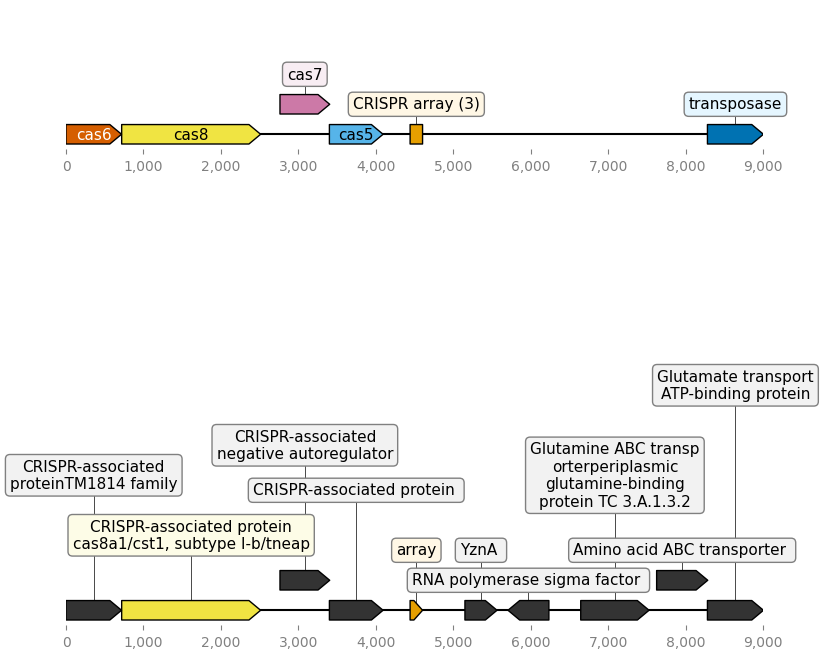 cas7
CRISPR array (3)
transposase
cas6
cas8
cas5
0
1,000
2,000
3,000
4,000
5,000
6,000
7,000
8,000
9,000
Glutamate transport
ATP-binding protein
CRISPR-associated
negative autoregulator
Glutamine ABC transp
orterperiplasmic
glutamine-binding
protein TC 3.A.1.3.2
CRISPR-associated
proteinTM1814 family
CRISPR-associated protein
CRISPR-associated protein
cas8a1/cst1, subtype I-b/tneap
array
YznA
Amino acid ABC transporter
RNA polymerase sigma factor
0
1,000
2,000
3,000
4,000
5,000
6,000
7,000
8,000
9,000